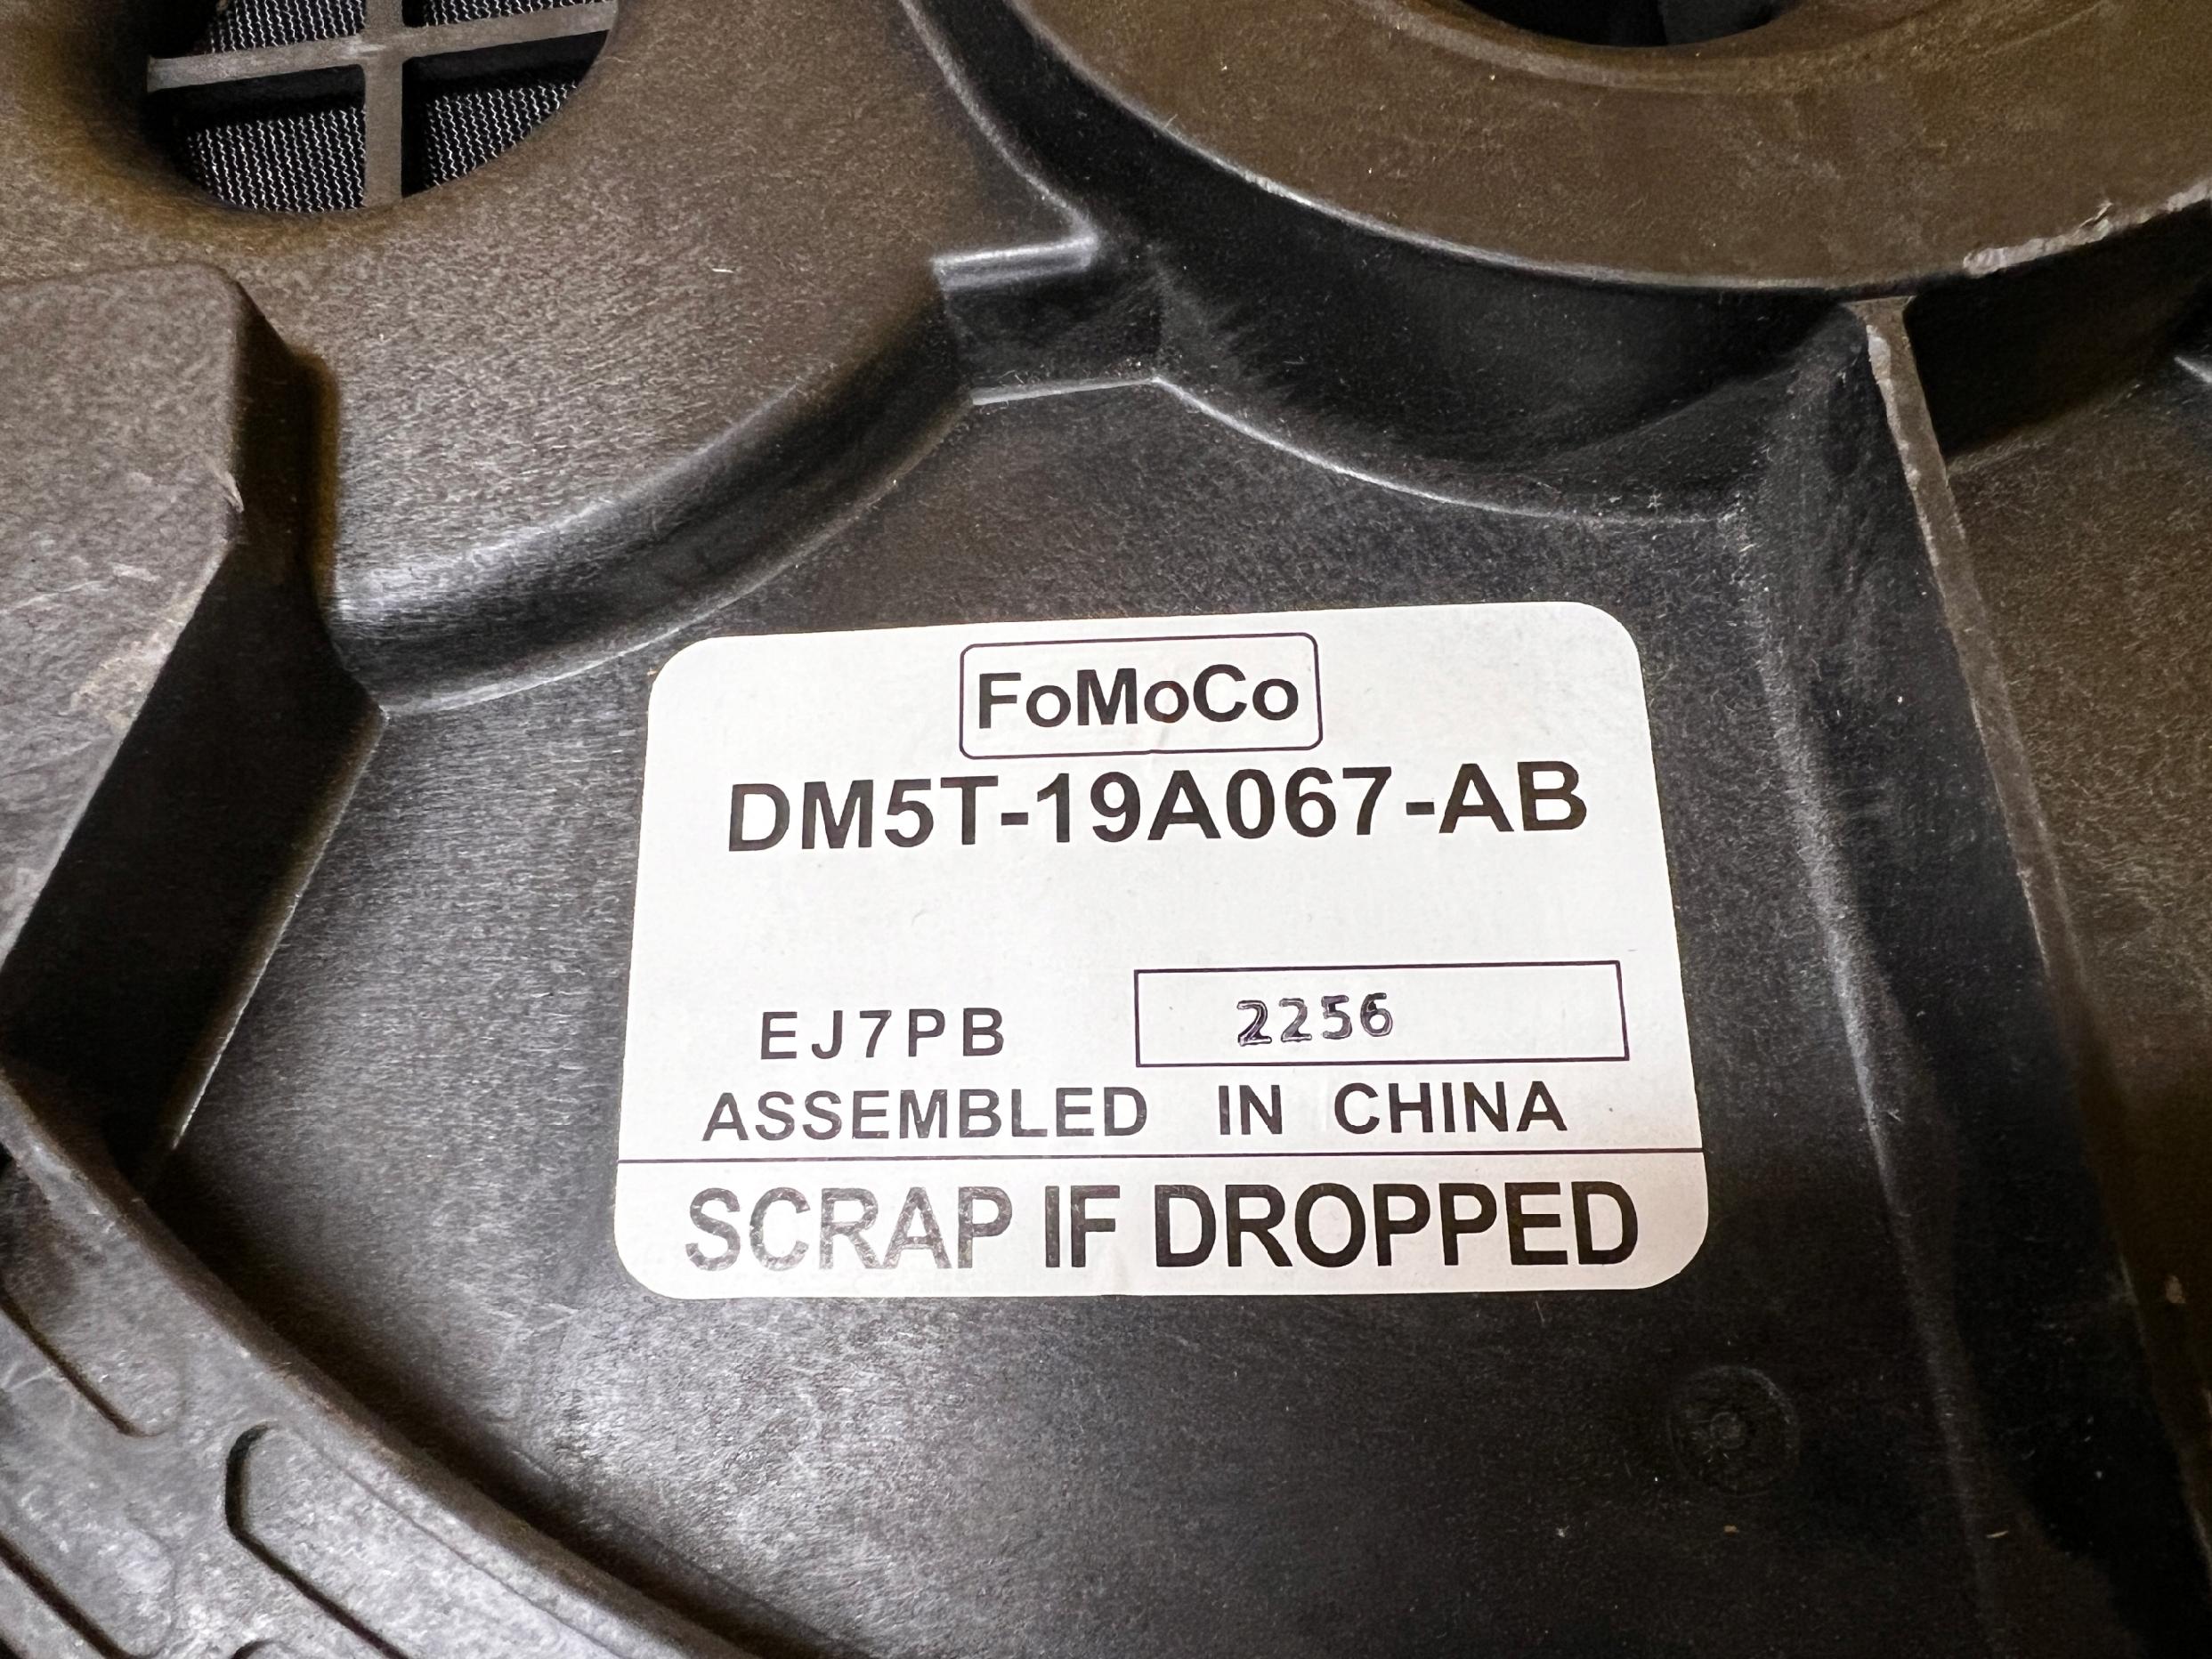 FoMoCo
DM5T-19A067-AB
EJ7PB 2256
ASSEMBLED IN CHINA
SCRAP IF DROPPED